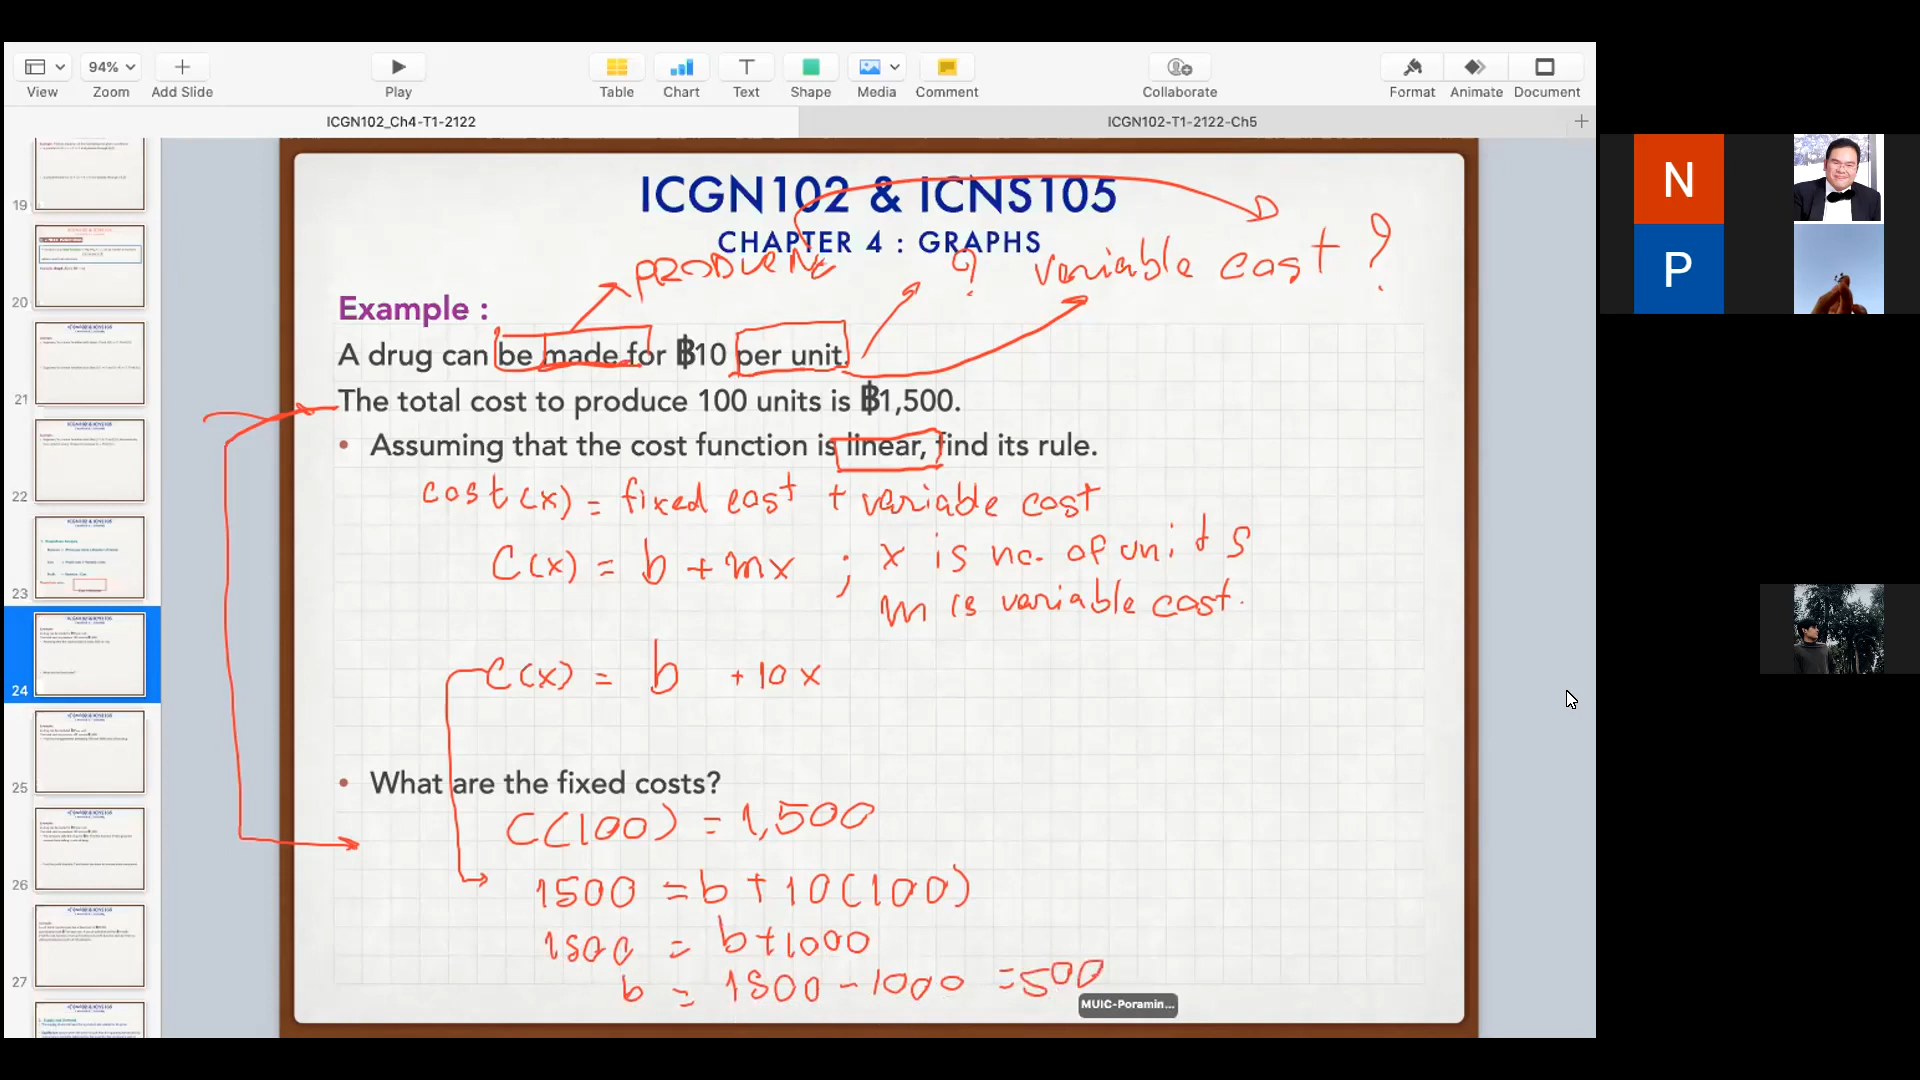 View
94%
Zoom
Add Slide
Play
Table
Chart
Text
Shape
Media
Comment
Collaborate
Format
Animate
Document
ICGN102_Ch4-T1-2122
ICGN102-T1-2122-Ch5
19
20
21
22
23
24
25
26
27
ICGN102 & ICNS105
CHAPTER 4 : GRAPHS
? variable cost ?
Example :
A drug can be made for ฿10 per unit.
The total cost to produce 100 units is ฿1,500.
• Assuming that the cost function is linear, find its rule.
cost(x) = fixed cost + variable cost
C(x) = b + mx ; x is no. of units
m is variable cost.
C(x) = b + 10x
• What are the fixed costs?
C(100) = 1,500
1500 = b + 10(100)
1500 = b + 1000
b = 1500 - 1000 = 500
MUIC-Poramin...
N
P